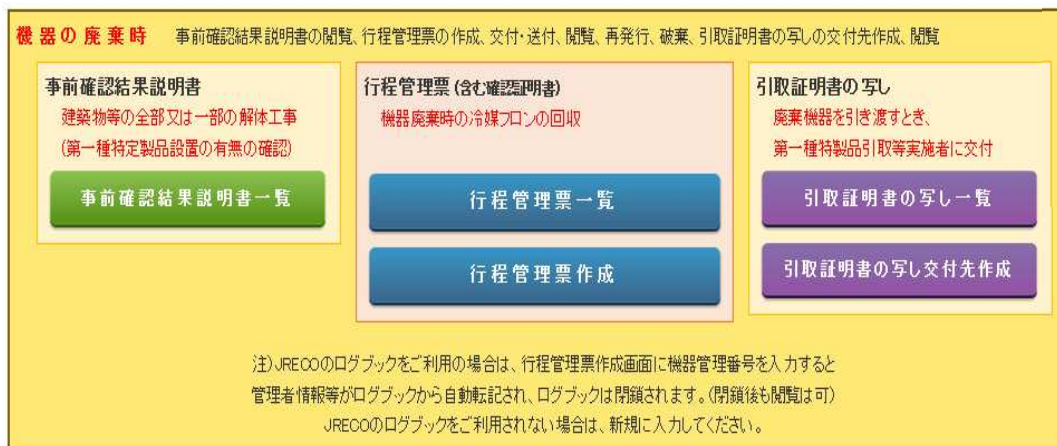 機器の廃棄時 事前確認結果説明書の閲覧、行程管理票の作成、交付・送付、閲覧、再発行、破棄、引取証明書の写しの交付先作成、閲覧
事前確認結果説明書
建築物等の全部又は一部の解体工事
(第一種特定製品設置の有無の確認)
事前確認結果説明書一覧
行程管理票(含む確認証明書)
機器廃棄時の冷媒フロンの回収
行程管理票一覧
行程管理票作成
引取証明書の写し
廃棄機器を引き渡すとき、
第一種特製品引取等実施者に交付
引取証明書の写し一覧
引取証明書の写し交付先作成
注)JRECOのログブックをご利用の場合は、行程管理票作成画面に機器管理番号を入力すると
管理者情報等がログブックから自動転記され、ログブックは閉鎖されます。(閉鎖後も閲覧は可)
JRECOのログブックをご利用されない場合は、新規に入力してください。